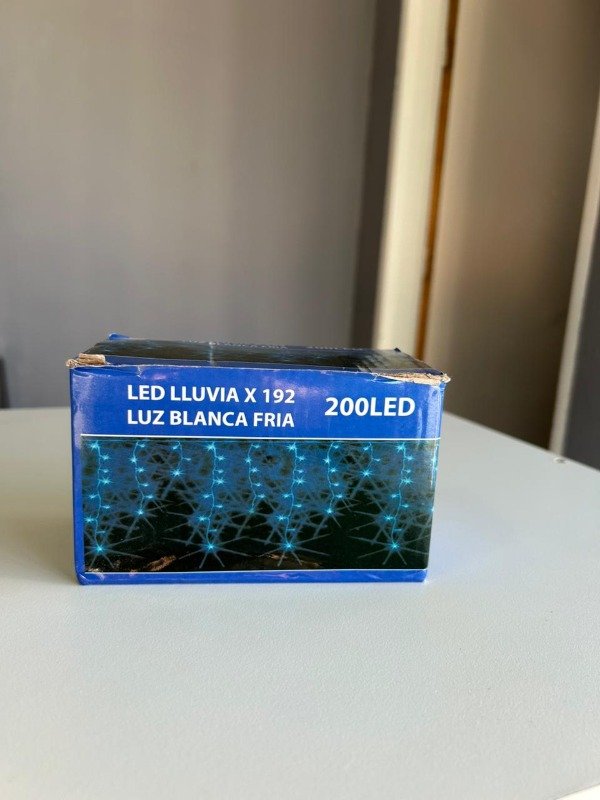 LED LLUVIA X 192
LUZ BLANCA FRIA
200LED